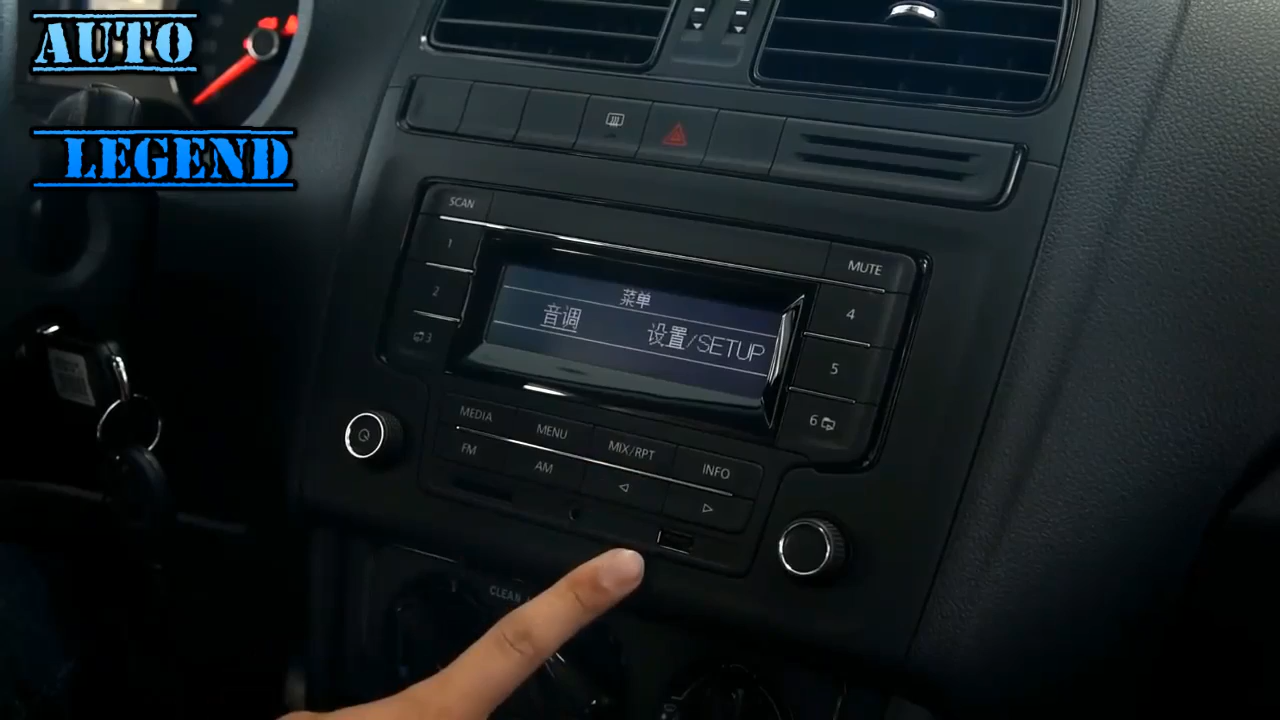 AUTO
LEGEND
SCAN
MUTE
1
2
3
菜单
音调
设置/SETUP
4
5
6
MEDIA
MENU
MIX/RPT
INFO
FM
AM
CLEAN